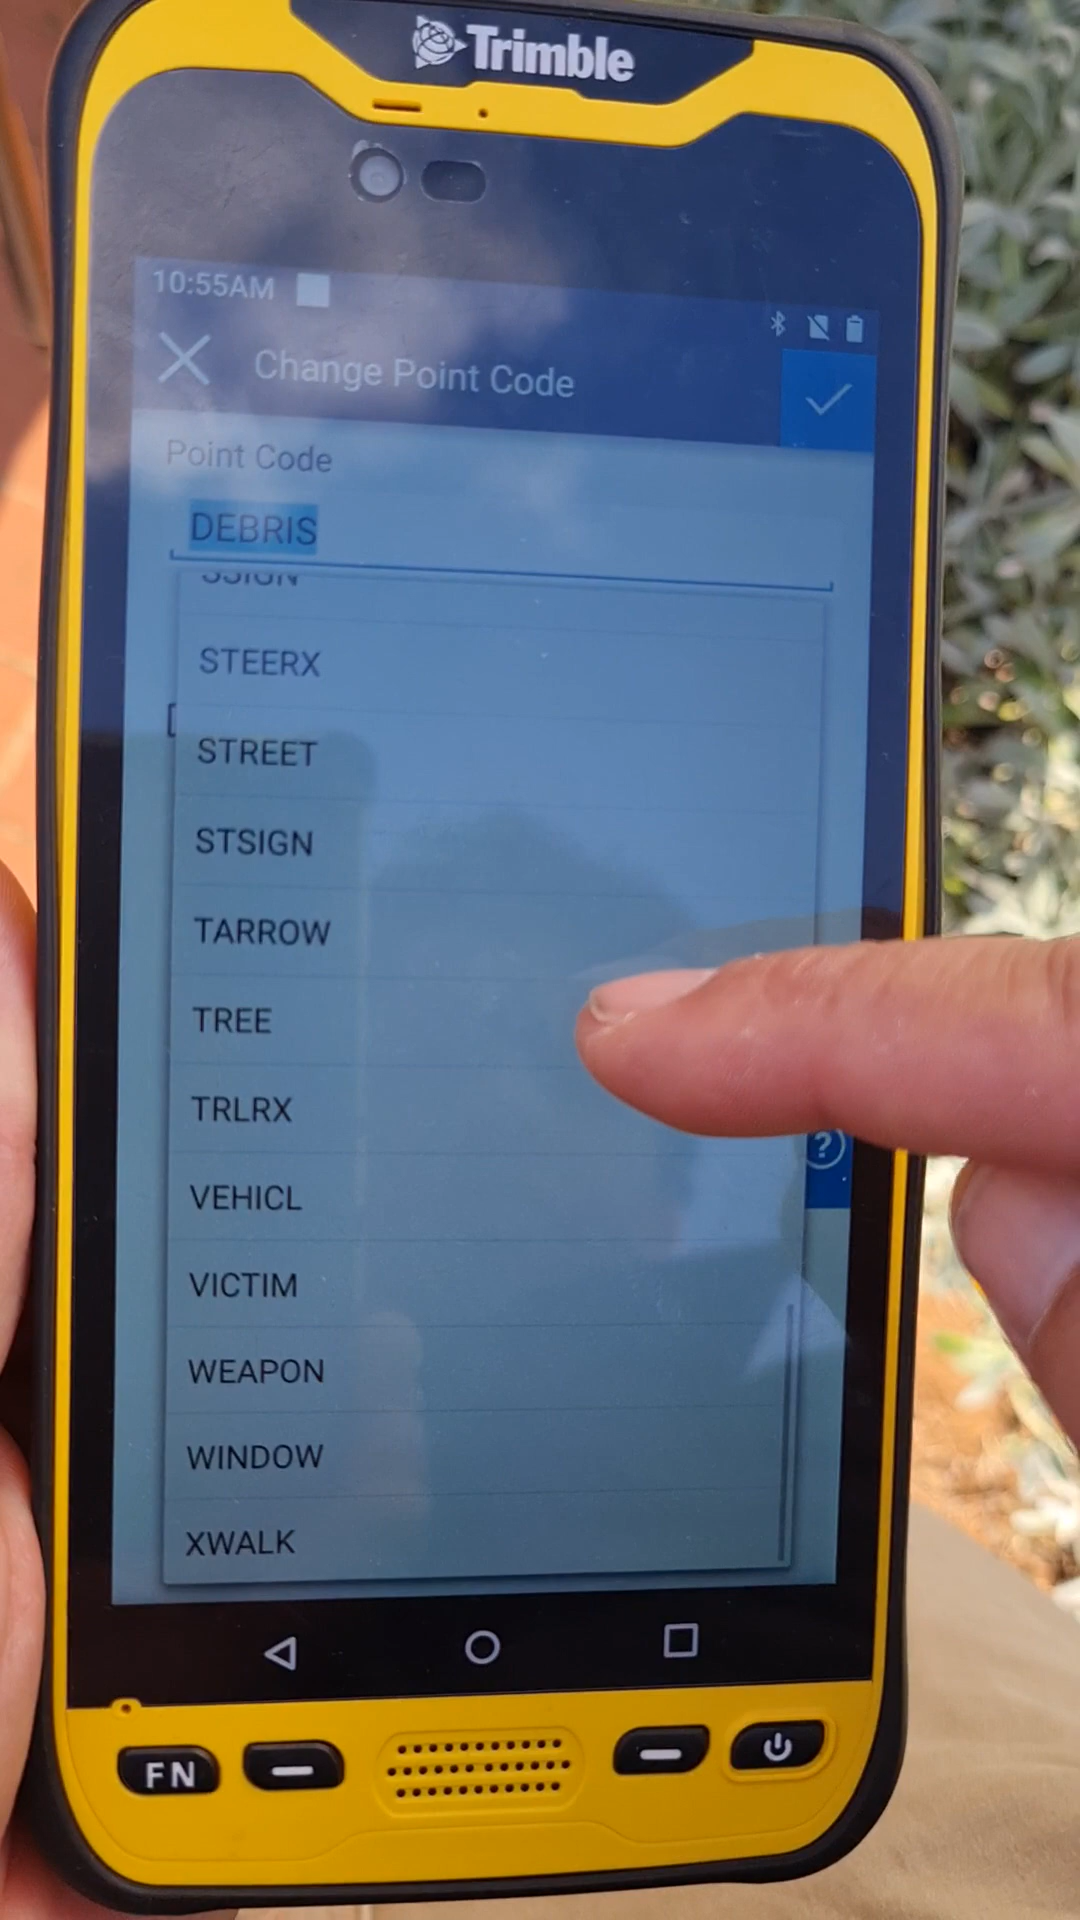 Trimble
10:55AM
Change Point Code
Point Code
DEBRIS
SSIGN
STEERX
STREET
STSIGN
TARROW
TREE
TRLRX
VEHICL
VICTIM
WEAPON
WINDOW
XWALK
?
FN